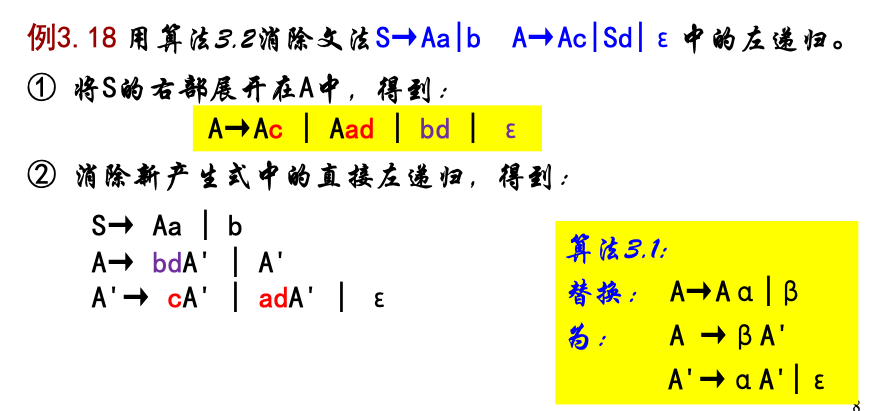 例3.18 用算法3.2消除文法S→Aa|b A→Ac|Sd|ε中的左递归。
① 将S的右部展开在A中，得到：
A→Ac | Aad | bd | ε
② 消除新产生式中的直接左递归，得到：
S→ Aa | b
A→ bdA' | A'
A'→ cA' | adA' | ε
算法3.1:
替换： A→Aα|β
为： A →βA'
A'→αA'|ε
8